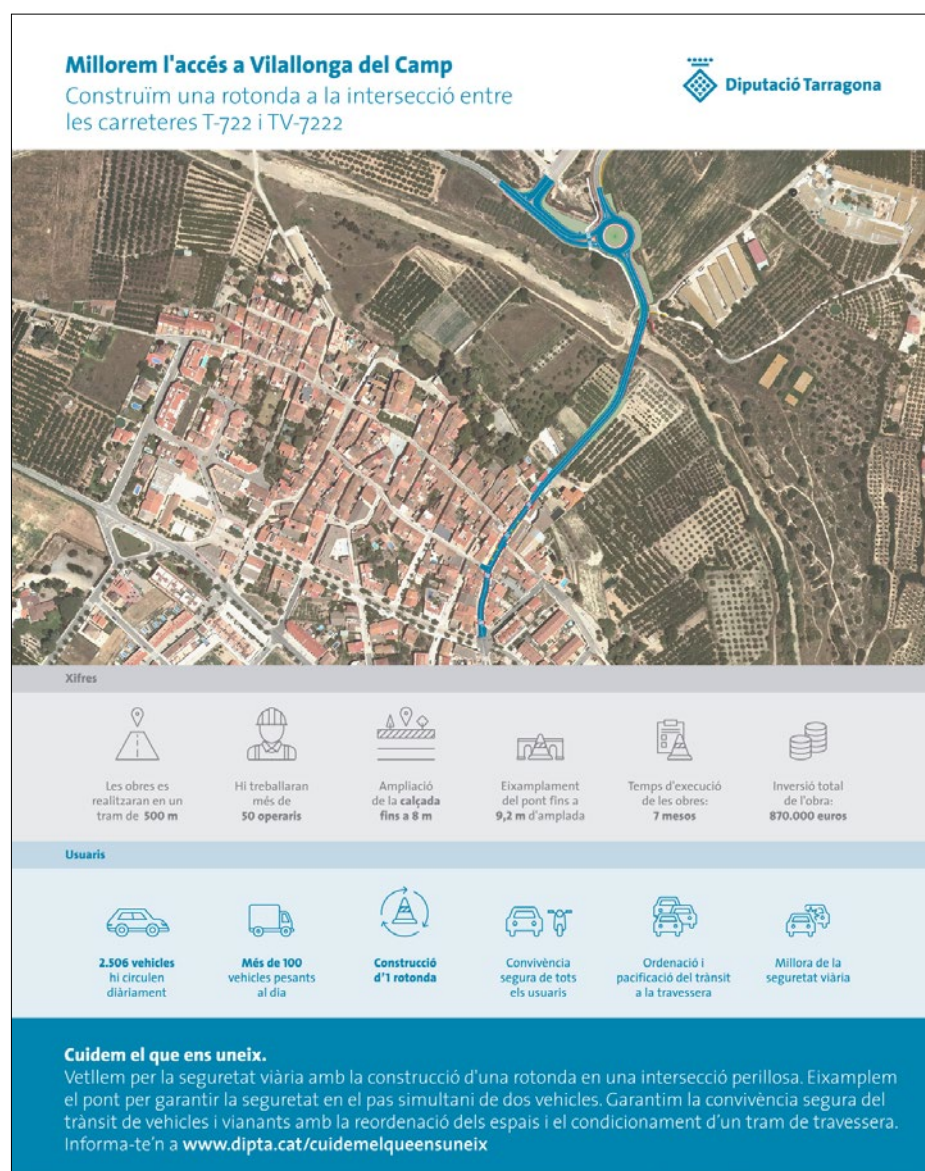 Millorem l'accés a Vilallonga del Camp
Construïm una rotonda a la intersecció entre
les carreteres T-722 i TV-7222
Diputació Tarragona
Xifres
Les obres es
realitzaran en un
tram de 500 m
Hi treballaran
més de
50 operaris
Ampliació
de la calçada
fins a 8 m
Eixamplament
del pont fins a
9,2 m d'amplada
Temps d'execució
de les obres:
7 mesos
Inversió total
de l'obra:
870.000 euros
Usuaris
2.506 vehicles
hi circulen
diàriament
Més de 100
vehicles pesants
al dia
Construcció
d'1 rotonda
Convivència
segura de tots
els usuaris
Ordenació i
pacificació del trànsit
a la travessera
Millora de la
seguretat viària
Cuidem el que ens uneix.
Vetllem per la seguretat viària amb la construcció d'una rotonda en una intersecció perillosa. Eixamplem
el pont per garantir la seguretat en el pas simultani de dos vehicles. Garantim la convivència segura del
trànsit de vehicles i vianants amb la reordenació dels espais i el condicionament d'un tram de travessera.
Informa-te'n a www.dipta.cat/cuidemelqueensuneix